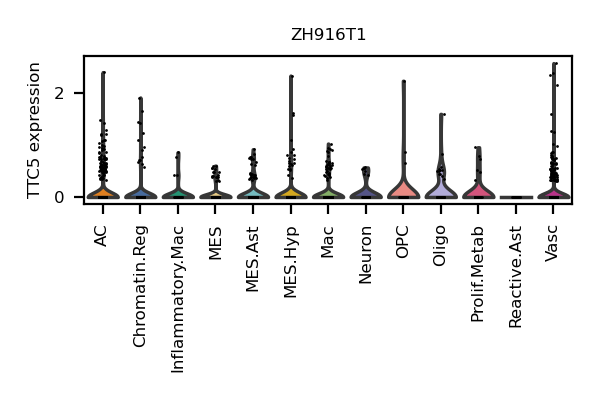 ZH916T1
TTC5 expression
2
0
AC
Chromatin.Reg
Inflammatory.Mac
MES
MES.Ast
MES.Hyp
Mac
Neuron
OPC
Oligo
Prolif.Metab
Reactive.Ast
Vasc